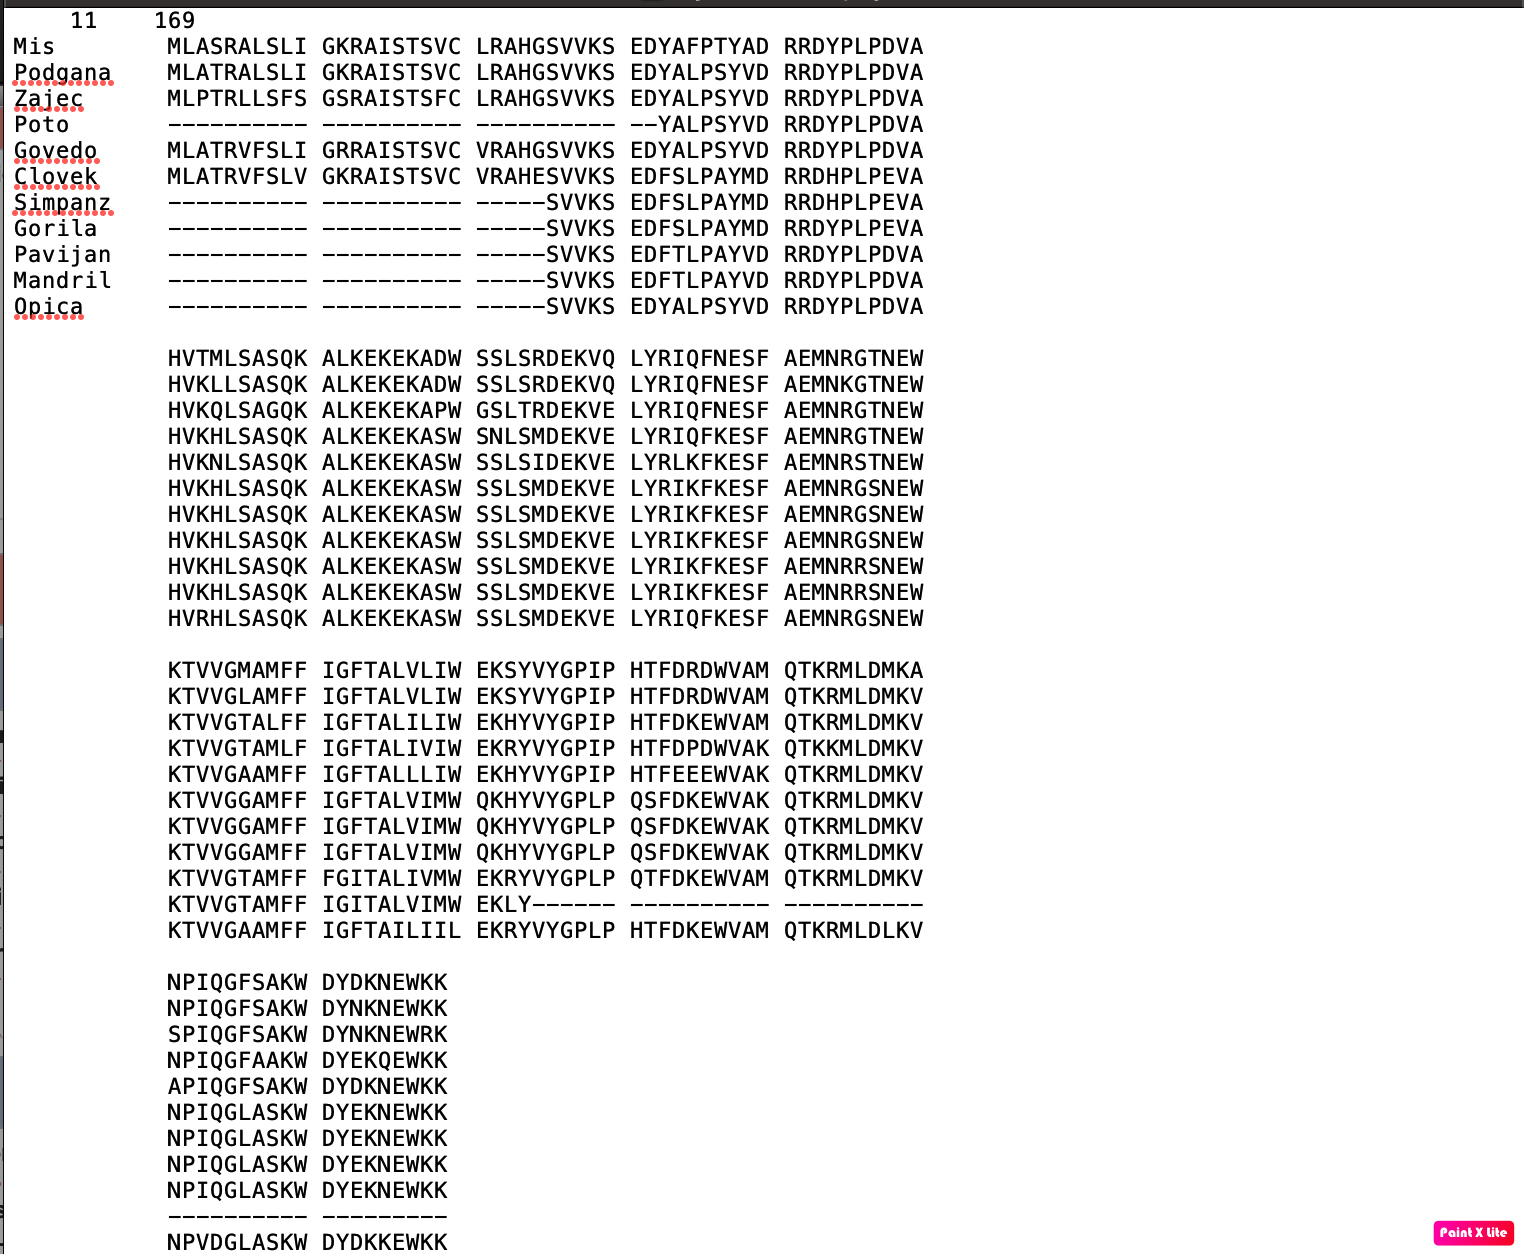 11 169
Mis MLASRALSLI GKRAISTSVC LRAHGSVVKS EDYAFPTYAD RRDYPLPDVA
Podgana MLATRALSLI GKRAISTSVC LRAHGSVVKS EDYALPSYVD RRDYPLPDVA
Zajec MLPTRLLSFS GSRAISTSFC LRAHGSVVKS EDYALPSYVD RRDYPLPDVA
Poto ---------- ---------- ---------- --YALPSYVD RRDYPLPDVA
Govedo MLATRVFSLI GRRAISTSVC VRAHGSVVKS EDYALPSYVD RRDYPLPDVA
Clovek MLATRVFSLV GKRAISTSVC VRAHESVVKS EDFSLPAYMD RRDHPLPEVA
Simpanz ---------- ---------- -----SVVKS EDFSLPAYMD RRDHPLPEVA
Gorila ---------- ---------- -----SVVKS EDFSLPAYMD RRDYPLPEVA
Pavijan ---------- ---------- -----SVVKS EDFTLPAYVD RRDYPLPDVA
Mandril ---------- ---------- -----SVVKS EDFTLPAYVD RRDYPLPDVA
Opica ---------- ---------- -----SVVKS EDYALPSYVD RRDYPLPDVA
HVTMLSASQK ALKEKEKADW SSLSRDEKVQ LYRIQFNESF AEMNRGTNEW
HVKLLSASQK ALKEKEKADW SSLSRDEKVQ LYRIQFNESF AEMNKGTNEW
HVKQLSAGQK ALKEKEKAPW GSLTRDEKVE LYRIQFNESF AEMNRGTNEW
HVKHLSASQK ALKEKEKASW SNLSMDEKVE LYRIQFKESF AEMNRGTNEW
HVKNLSASQK ALKEKEKASW SSLSIDEKVE LYRLKFKESF AEMNRSTNEW
HVKHLSASQK ALKEKEKASW SSLSMDEKVE LYRIKFKESF AEMNRGSNEW
HVKHLSASQK ALKEKEKASW SSLSMDEKVE LYRIKFKESF AEMNRGSNEW
HVKHLSASQK ALKEKEKASW SSLSMDEKVE LYRIKFKESF AEMNRGSNEW
HVKHLSASQK ALKEKEKASW SSLSMDEKVE LYRIKFKESF AEMNRRSNEW
HVKHLSASQK ALKEKEKASW SSLSMDEKVE LYRIKFKESF AEMNRRSNEW
HVRHLSASQK ALKEKEKASW SSLSMDEKVE LYRIQFKESF AEMNRGSNEW
KTVVGMAMFF IGFTALVLIW EKSYVYGPIP HTFDRDWVAM QTKRMLDMKA
KTVVGLAMFF IGFTALVLIW EKSYVYGPIP HTFDRDWVAM QTKRMLDMKV
KTVVGTALFF IGFTALILIW EKHYVYGPIP HTFDKEWVAM QTKRMLDMKV
KTVVGTAMLF IGFTALIVIW EKRYVYGPIP HTFDPDWVAK QTKKMLDMKV
KTVVGAAMFF IGFTALLLIW EKHYVYGPIP HTFEEEWVAK QTKRMLDMKV
KTVVGGAMFF IGFTALVIMW QKHYVYGPLP QSFDKEWVAK QTKRMLDMKV
KTVVGGAMFF IGFTALVIMW QKHYVYGPLP QSFDKEWVAK QTKRMLDMKV
KTVVGGAMFF IGFTALVIMW QKHYVYGPLP QSFDKEWVAK QTKRMLDMKV
KTVVGTAMFF FGITALIVMW EKRYVYGPLP QTFDKEWVAM QTKRMLDMKV
KTVVGTAMFF IGITALVIMW EKLY------ ---------- ----------
KTVVGAAMFF IGFTAILIIL EKRYVYGPLP HTFDKEWVAM QTKRMLDLKV
NPIQGFSAKW DYDKNEWKK
NPIQGFSAKW DYNKNEWKK
SPIQGFSAKW DYNKNEWRK
NPIQGFAAKW DYEKQEWKK
APIQGFSAKW DYDKNEWKK
NPIQGLASKW DYEKNEWKK
NPIQGLASKW DYEKNEWKK
NPIQGLASKW DYEKNEWKK
NPIQGLASKW DYEKNEWKK
---------- ---------
NPVDGLASKW DYDKKEWKK
Paint X lite